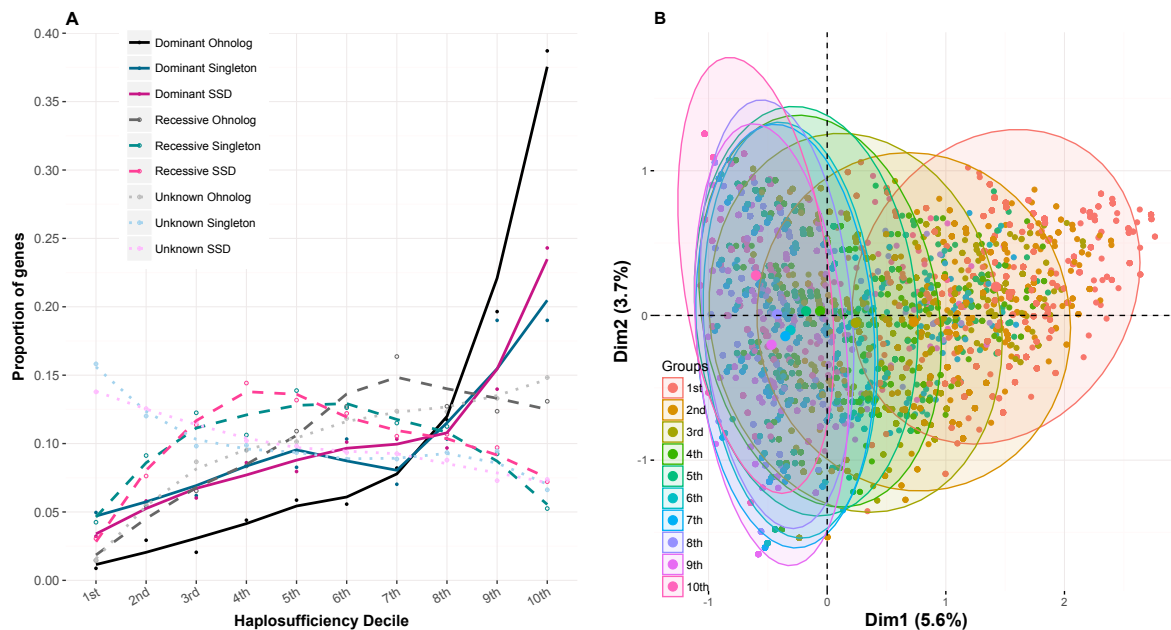 A
Proportion of genes
0.40
0.35
0.30
0.25
0.20
0.15
0.10
0.05
0.00
Dominant Ohnolog
Dominant Singleton
Dominant SSD
Recessive Ohnolog
Recessive Singleton
Recessive SSD
Unknown Ohnolog
Unknown Singleton
Unknown SSD
1st
2nd
3rd
4th
5th
6th
7th
8th
9th
10th
Haplosufficiency Decile
B
Dim2 (3.7%)
1
0
-1
Groups
1st
2nd
3rd
4th
5th
6th
7th
8th
9th
10th
-1
0
1
2
Dim1 (5.6%)